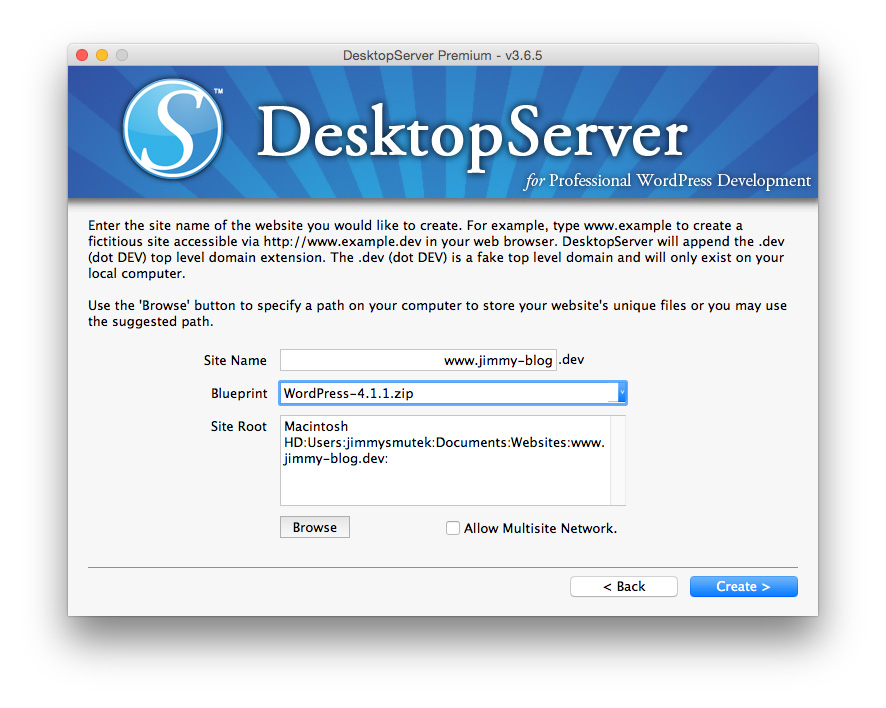 DesktopServer Premium - v3.6.5
S ™
DesktopServer
for Professional WordPress Development
Enter the site name of the website you would like to create. For example, type www.example to create a
fictitious site accessible via http://www.example.dev in your web browser. DesktopServer will append the .dev
(dot DEV) top level domain extension. The .dev (dot DEV) is a fake top level domain and will only exist on your
local computer.
Use the 'Browse' button to specify a path on your computer to store your website's unique files or you may use
the suggested path.
Site Name www.jimmy-blog .dev
Blueprint WordPress-4.1.1.zip
Site Root Macintosh
HD:Users:jimmysmutek:Documents:Websites:www.
jimmy-blog.dev:
Browse Allow Multisite Network.
< Back Create >